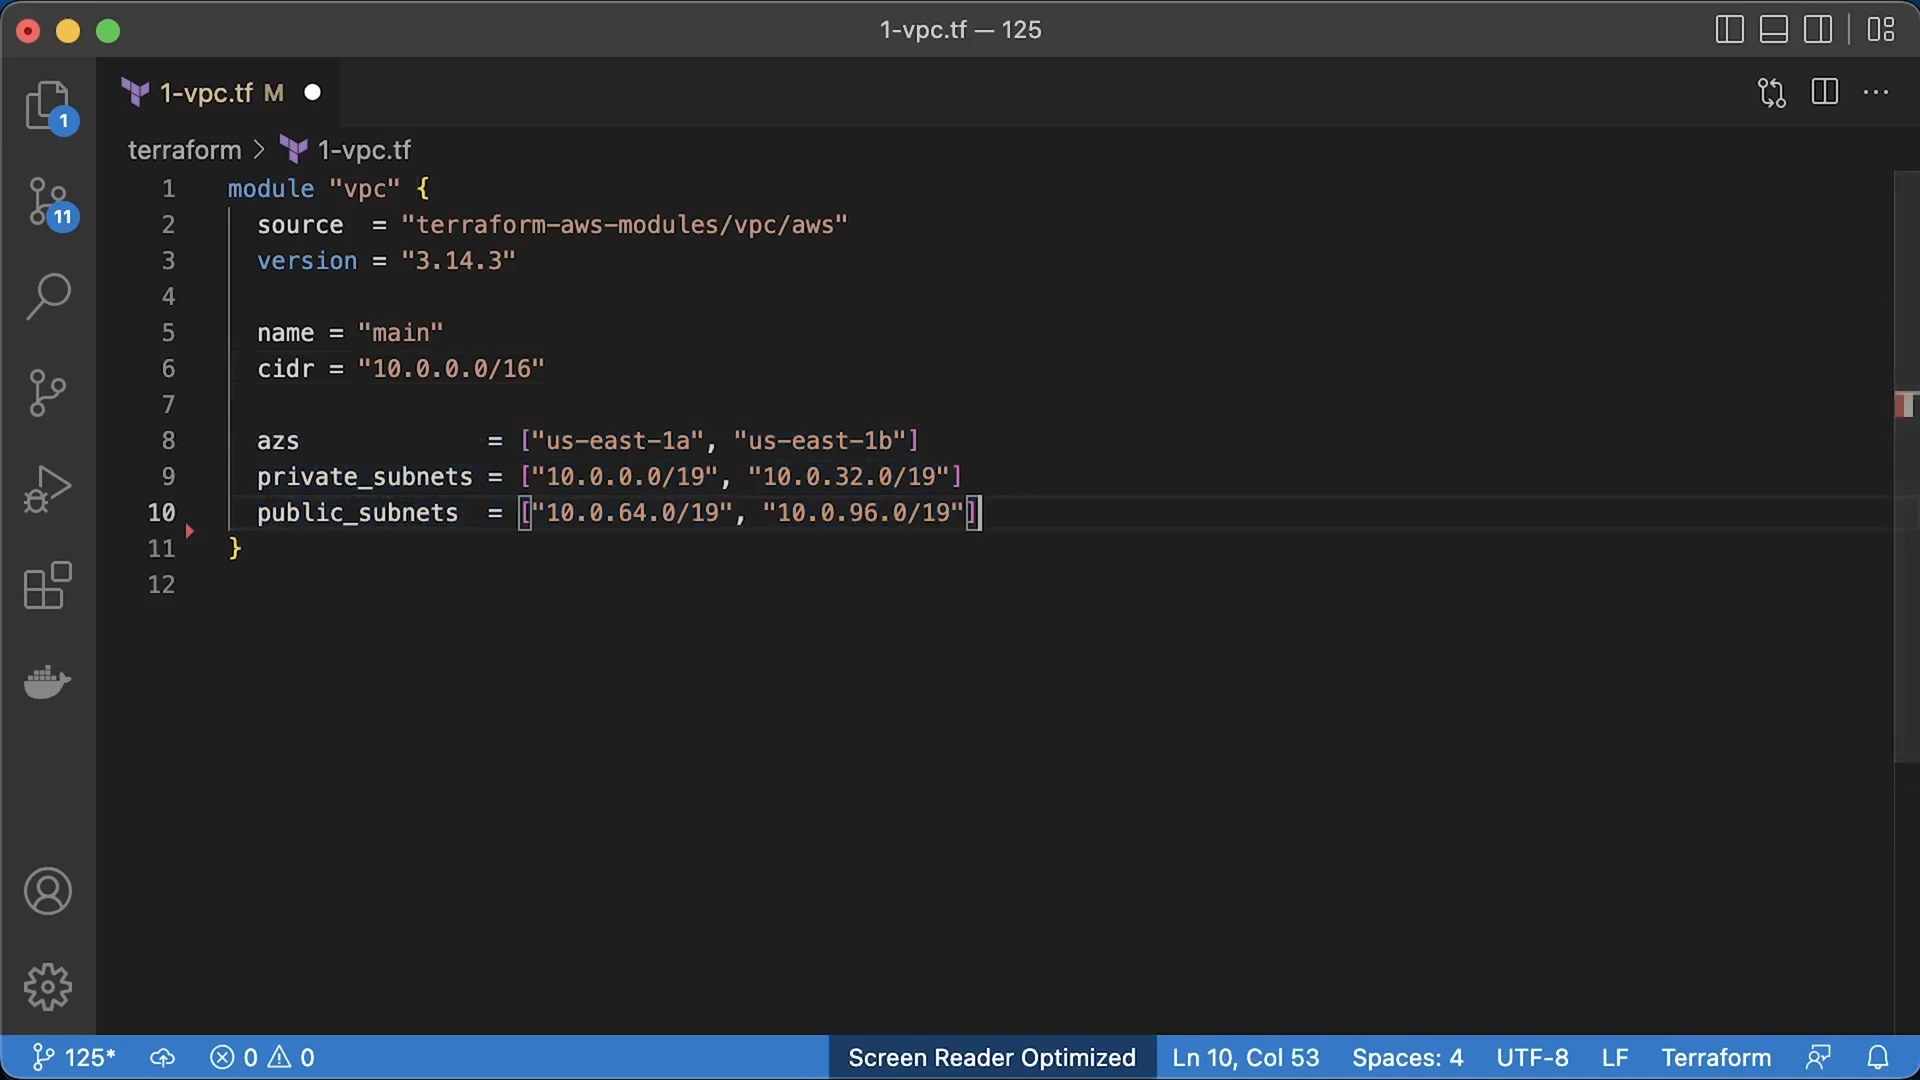 1-vpc.tf — 125
1-vpc.tf M
1
terraform > 1-vpc.tf
11
1 module "vpc" {
2 source  = "terraform-aws-modules/vpc/aws"
3 version = "3.14.3"
4
5 name = "main"
6 cidr = "10.0.0.0/16"
7
8 azs             = ["us-east-1a", "us-east-1b"]
9 private_subnets = ["10.0.0.0/19", "10.0.32.0/19"]
10 public_subnets  = ["10.0.64.0/19", "10.0.96.0/19"]
11 }
12
125* 0 0 Screen Reader Optimized Ln 10, Col 53 Spaces: 4 UTF-8 LF Terraform